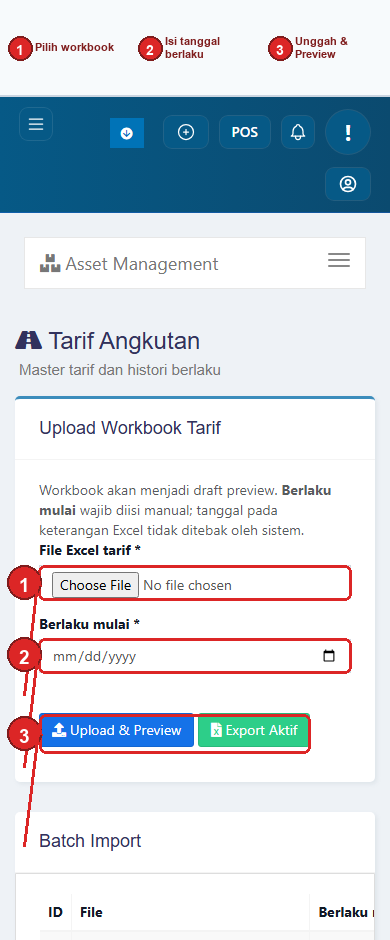 1 Pilih workbook
2 Isi tanggal
berlaku
3 Unggah &
Preview
POS
Asset Management
Tarif Angkutan
Master tarif dan histori berlaku
Upload Workbook Tarif
Workbook akan menjadi draft preview. Berlaku
mulai wajib diisi manual; tanggal pada
keterangan Excel tidak ditebak oleh sistem.
File Excel tarif *
1 Choose File No file chosen
Berlaku mulai *
2 mm/dd/yyyy
3 Upload & Preview Export Aktif
Batch Import
ID File Berlaku